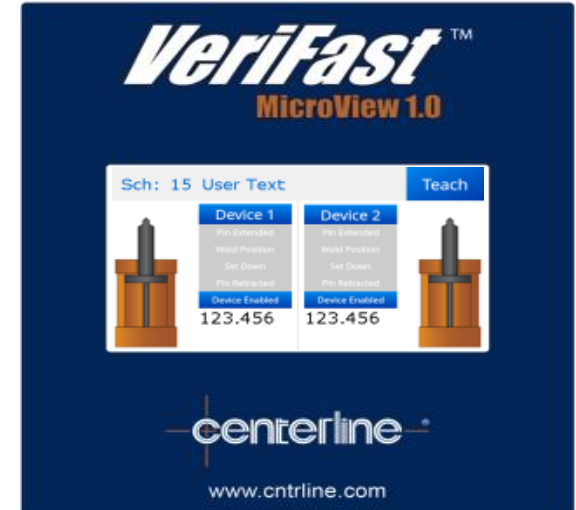 VeriFast™
MicroView 1.0
Sch: 15 User Text
Teach
Device 1
Pin Extended
Weld Position
Set Down
Pin Retracted
Device Enabled
123.456
Device 2
Pin Extended
Weld Position
Set Down
Pin Retracted
Device Enabled
123.456
centerline
www.cntrline.com